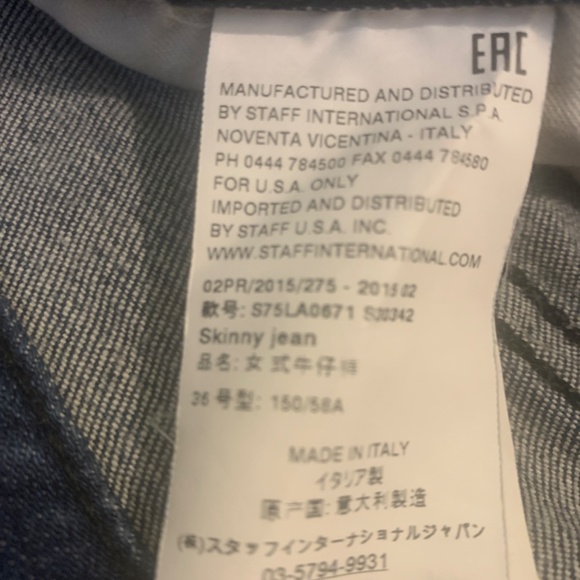 EAC
MANUFACTURED AND DISTRIBUTED
BY STAFF INTERNATIONAL S.P.A.
NOVENTA VICENTINA - ITALY
PH 0444 784500 FAX 0444 784580
FOR U.S.A. ONLY
IMPORTED AND DISTRIBUTED
BY STAFF U.S.A. INC.
WWW.STAFFINTERNATIONAL.COM
02PR/2015/275 - 2015 02
款号: S75LA0671 S30342
Skinny jean
品名: 女 式牛仔裤
36 号型: 150/58A
MADE IN ITALY
イタリア製
原产国: 意大利製造
(株)スタッフインターナショナルジャパン
03-5794-9931